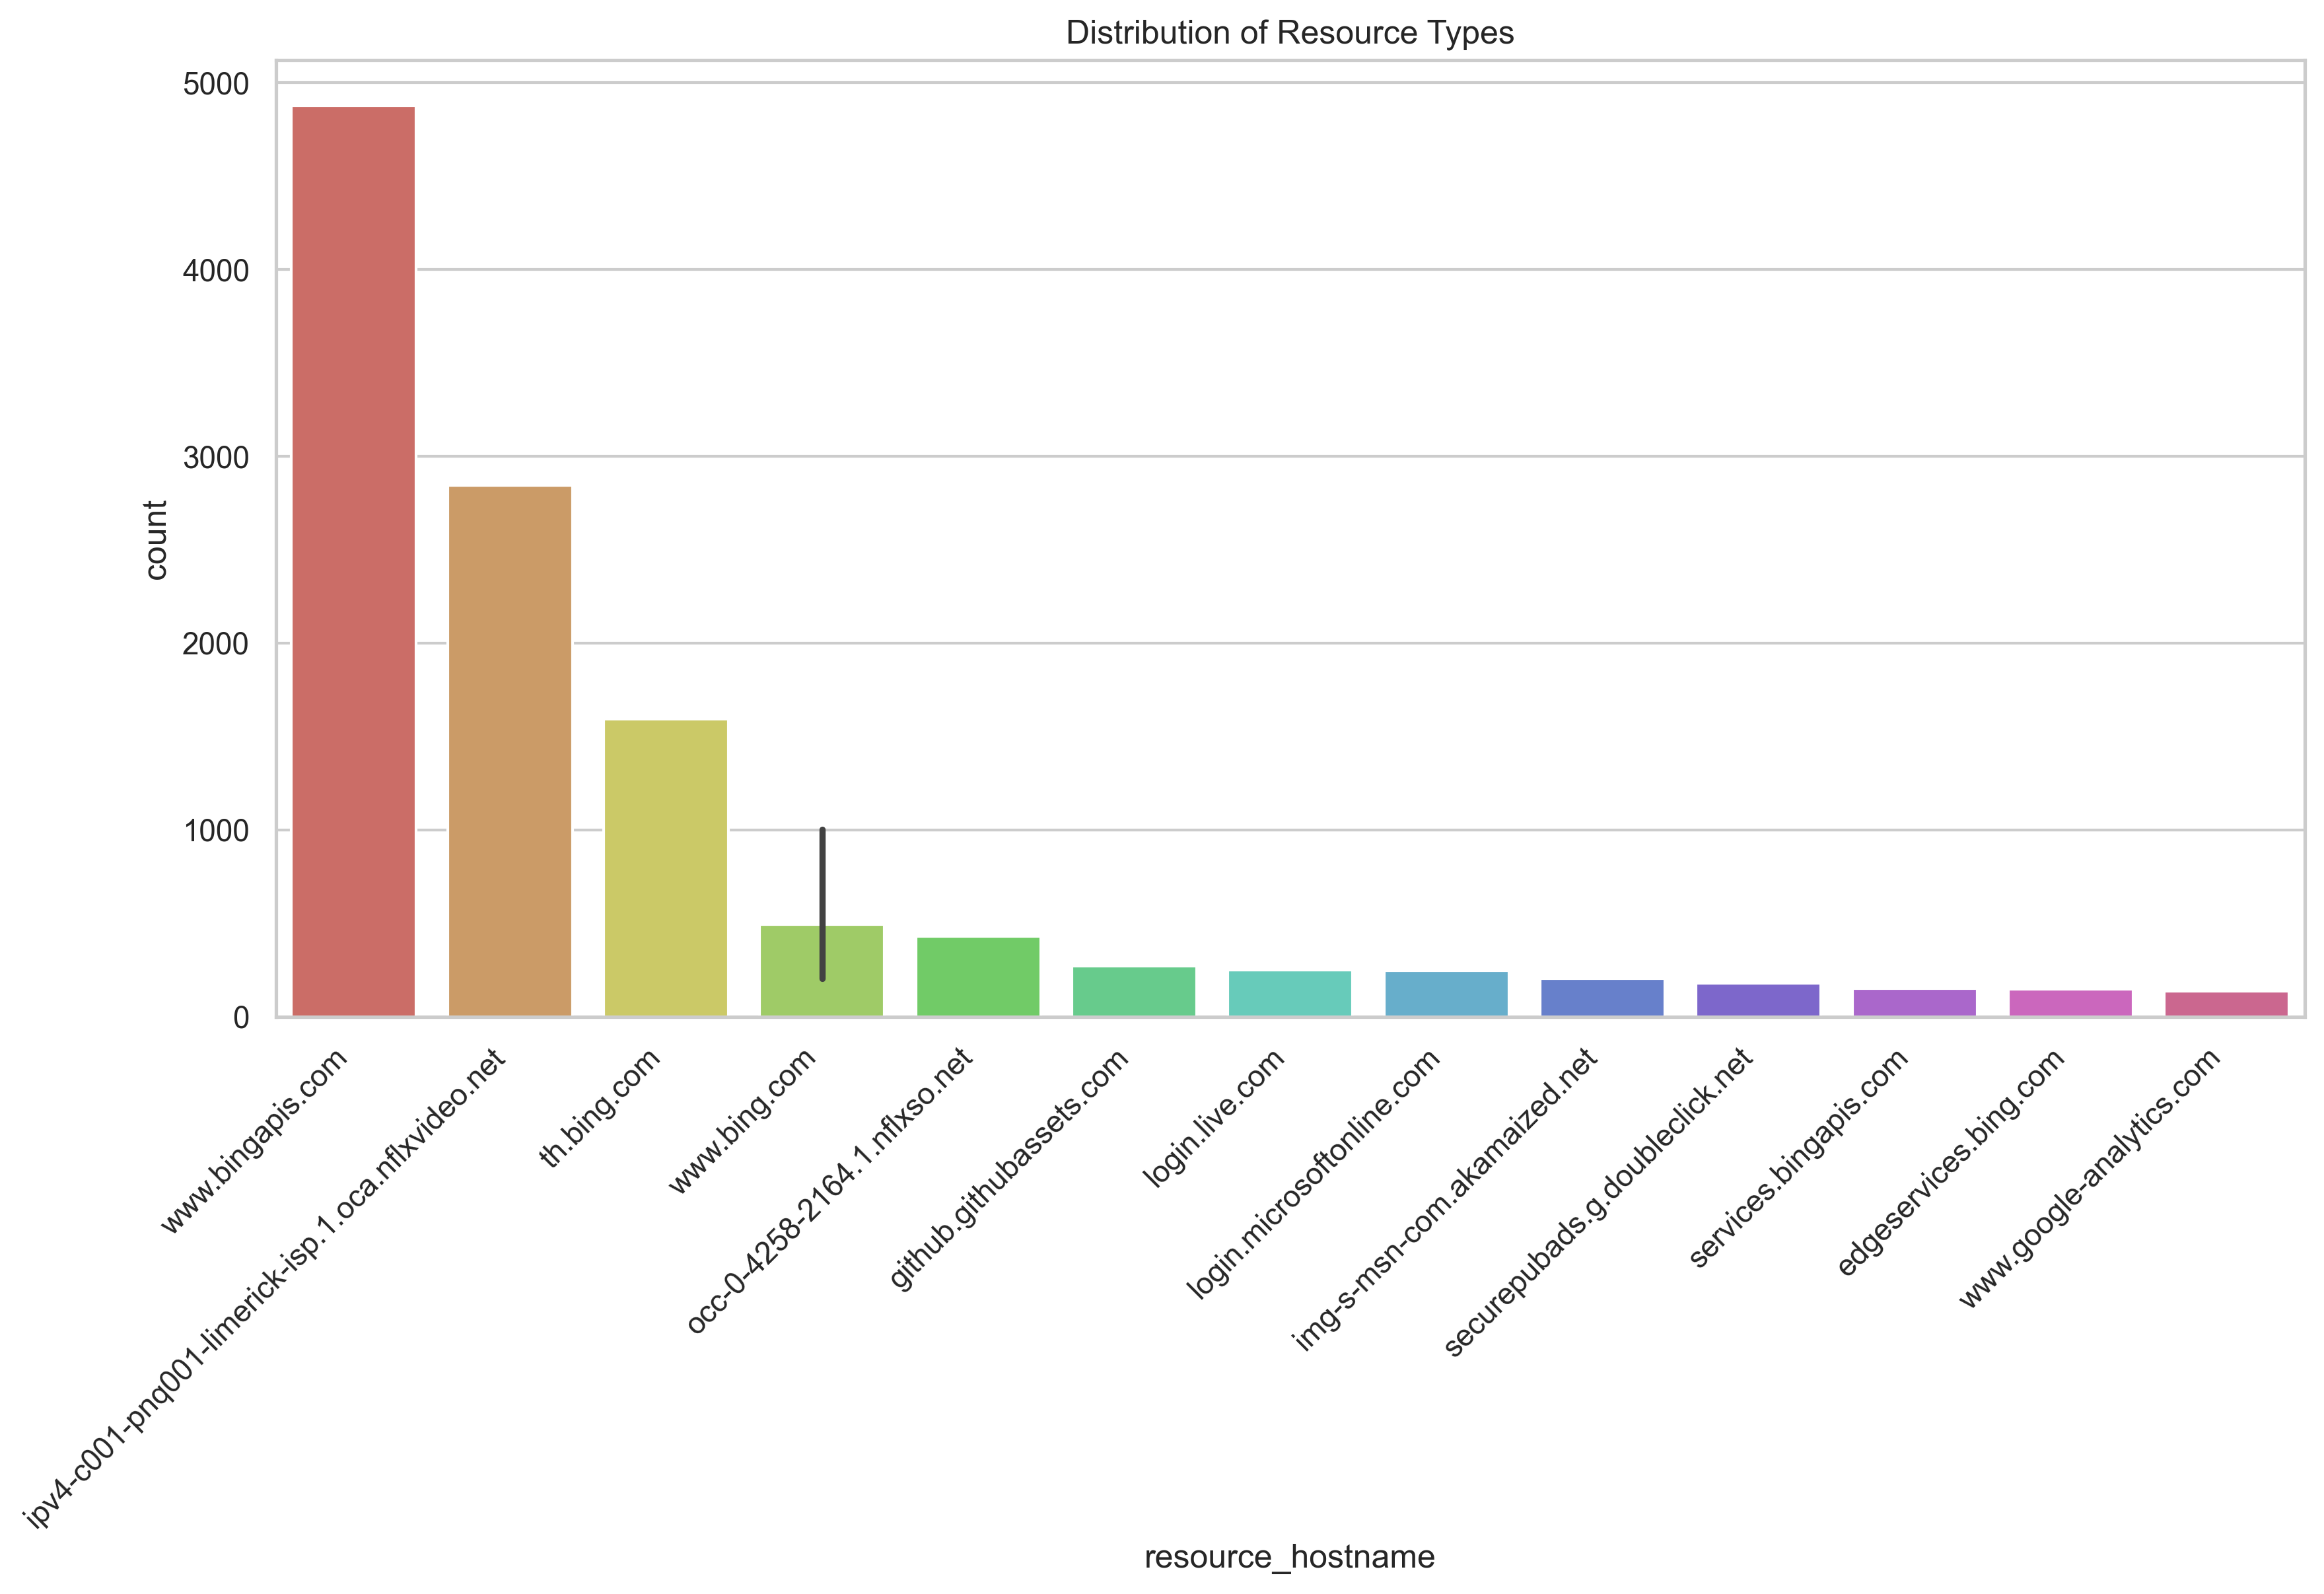 Distribution of Resource Types
5000
4000
3000
2000
1000
0
count
www.bingapis.com
ipv4-c001-pnq001-limerick-isp.1.oca.nflxvideo.net
th.bing.com
www.bing.com
occ-0-4258-2164.1.nflxso.net
github.githubassets.com
login.live.com
login.microsoftonline.com
img-s-msn-com.akamaized.net
securepubads.g.doubleclick.net
services.bingapis.com
edgeservices.bing.com
www.google-analytics.com
resource_hostname